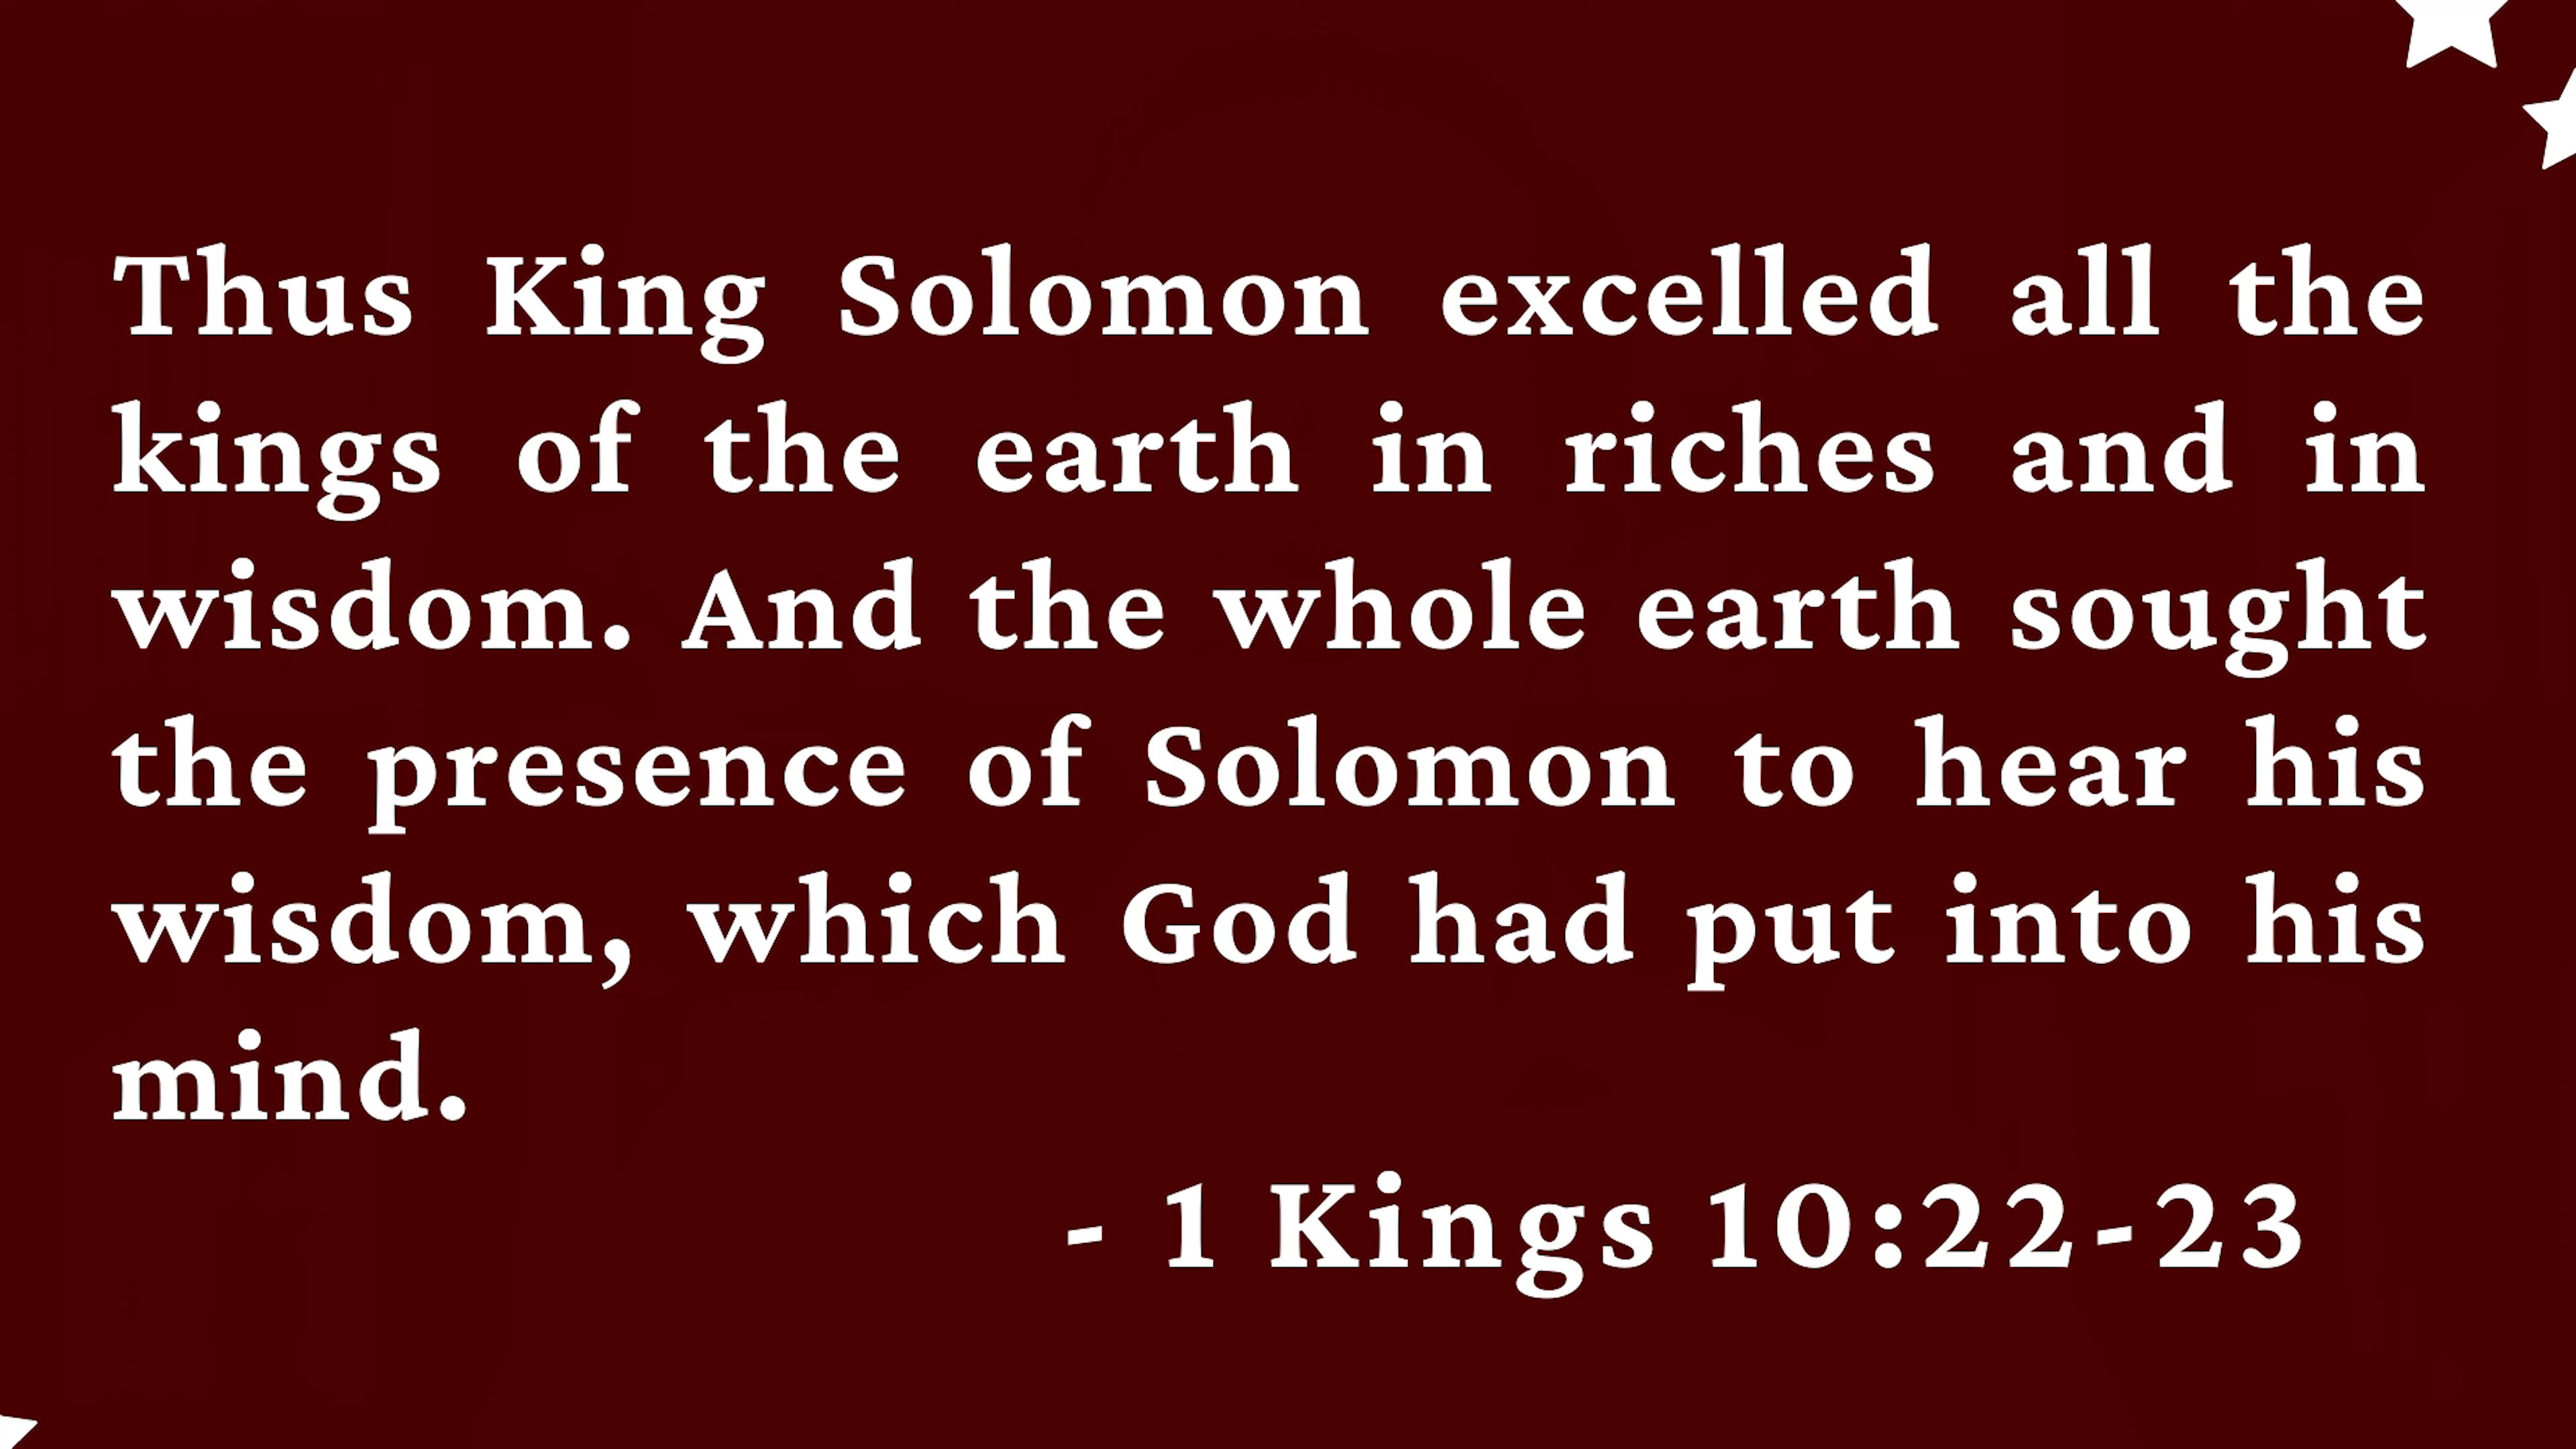 Thus King Solomon excelled all the
kings of the earth in riches and in
wisdom. And the whole earth sought
the presence of Solomon to hear his
wisdom, which God had put into his
mind.
- 1 Kings 10:22-23